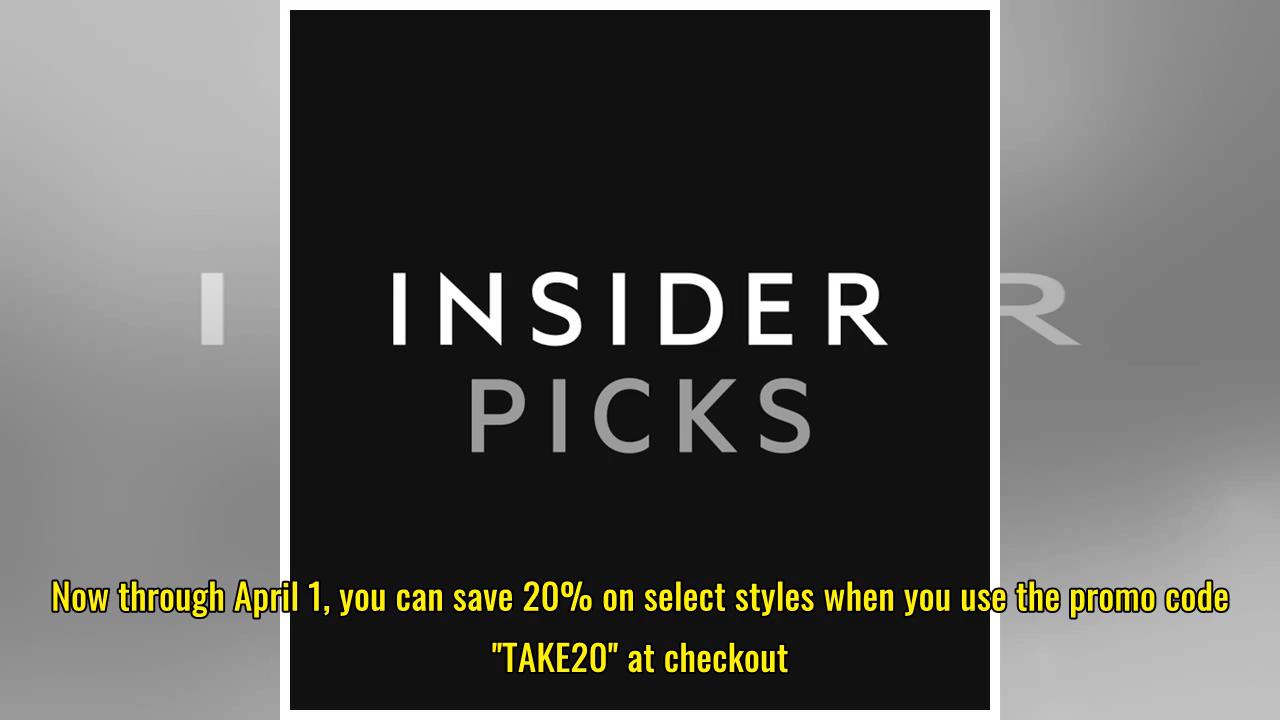 INSIDER
PICKS
Now through April 1, you can save 20% on select styles when you use the promo code
"TAKE20" at checkout